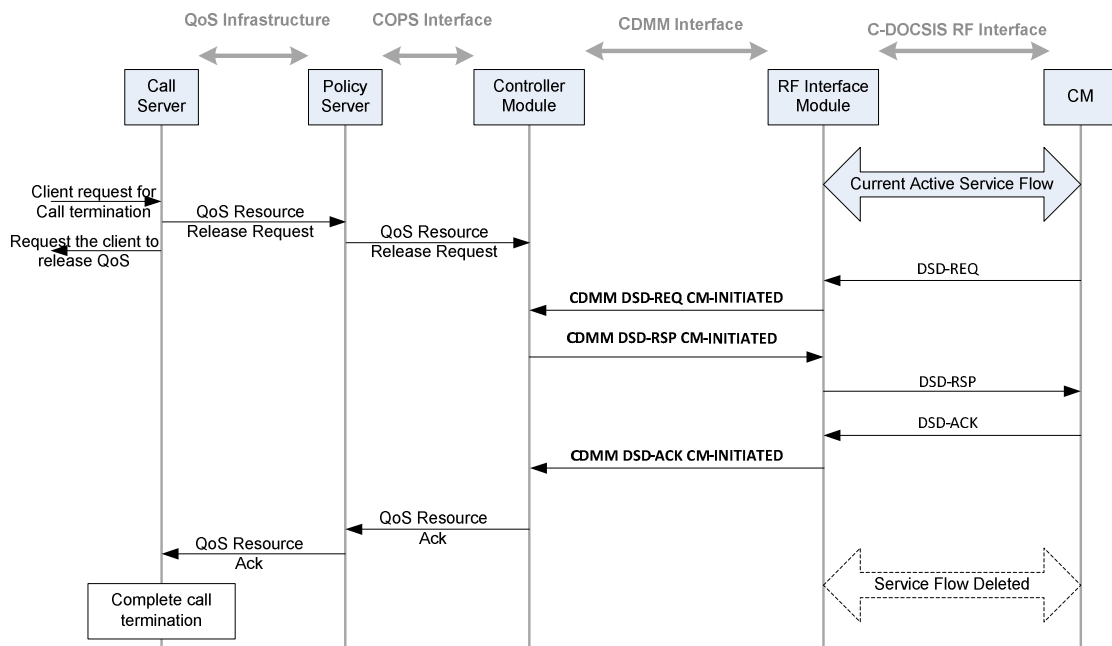 QoS Infrastructure
COPS Interface
CDMM Interface
C-DOCSIS RF Interface
Call
Server
Policy
Server
Controller
Module
RF Interface
Module
CM
Current Active Service Flow
Client request for
Call termination
QoS Resource
Release Request
QoS Resource
Release Request
Request the client to
release QoS
DSD-REQ
CDMM DSD-REQ CM-INITIATED
CDMM DSD-RSP CM-INITIATED
DSD-RSP
DSD-ACK
CDMM DSD-ACK CM-INITIATED
QoS Resource
Ack
QoS Resource
Ack
Service Flow Deleted
Complete call
termination